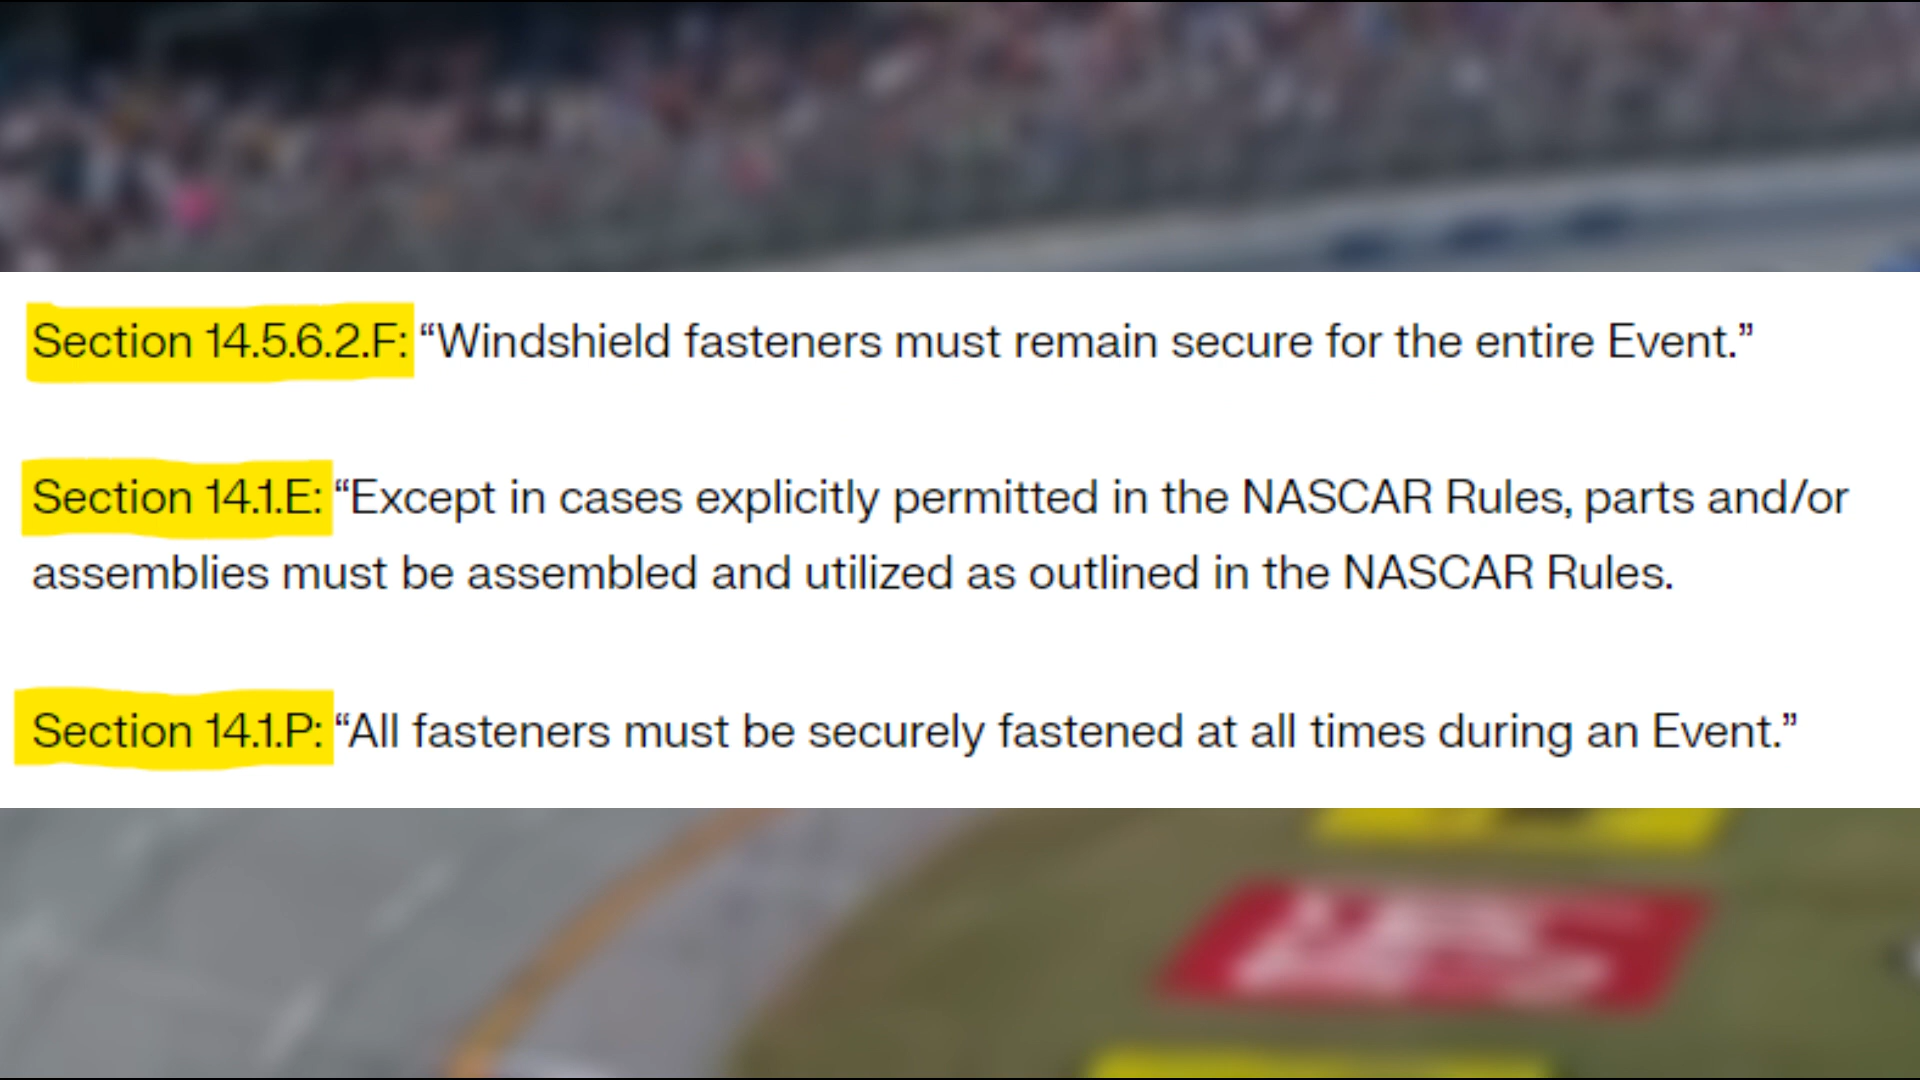 Section 14.5.6.2.F: “Windshield fasteners must remain secure for the entire Event.”
Section 14.1.E: “Except in cases explicitly permitted in the NASCAR Rules, parts and/or
assemblies must be assembled and utilized as outlined in the NASCAR Rules.
Section 14.1.P: “All fasteners must be securely fastened at all times during an Event.”